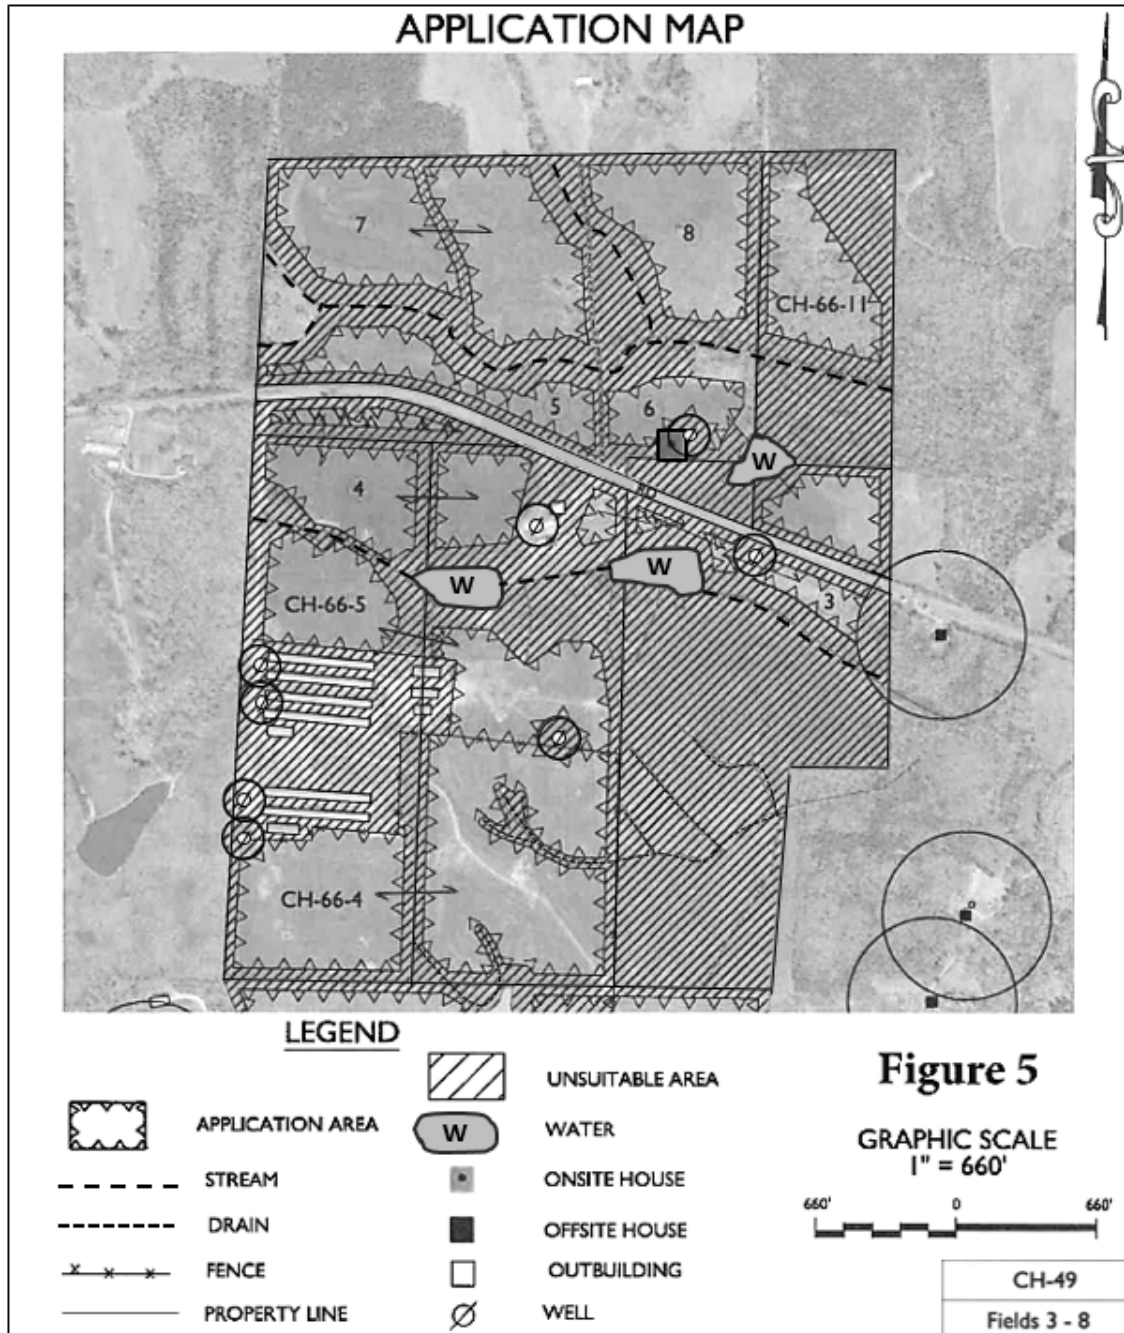 APPLICATION MAP
7
8
CH-66-11
5
6
W
4
W
W
CH-66-5
3
CH-66-4
LEGEND
APPLICATION AREA
STREAM
DRAIN
FENCE
PROPERTY LINE
UNSUITABLE AREA
W
WATER
ONSITE HOUSE
OFFSITE HOUSE
OUTBUILDING
WELL
Figure 5
GRAPHIC SCALE
1" = 660'
660' 0 660'
CH-49
Fields 3 - 8